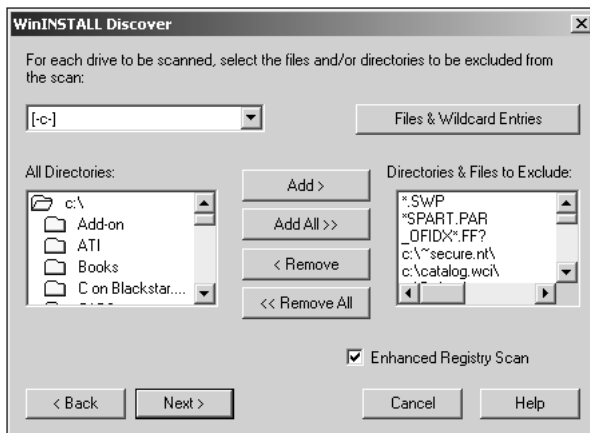 WinINSTALL Discover
For each drive to be scanned, select the files and/or directories to be excluded from
the scan:
[-c-]
Files & Wildcard Entries
All Directories:
c:\
Add-on
ATI
Books
C on Blackstar....
Add >
Add All >>
< Remove
<< Remove All
Directories & Files to Exclude:
*.SWP
*SPART.PAR
_OFIDX*.FF?
c:\~secure.nt\
c:\catalog.wci\
Enhanced Registry Scan
< Back
Next >
Cancel
Help